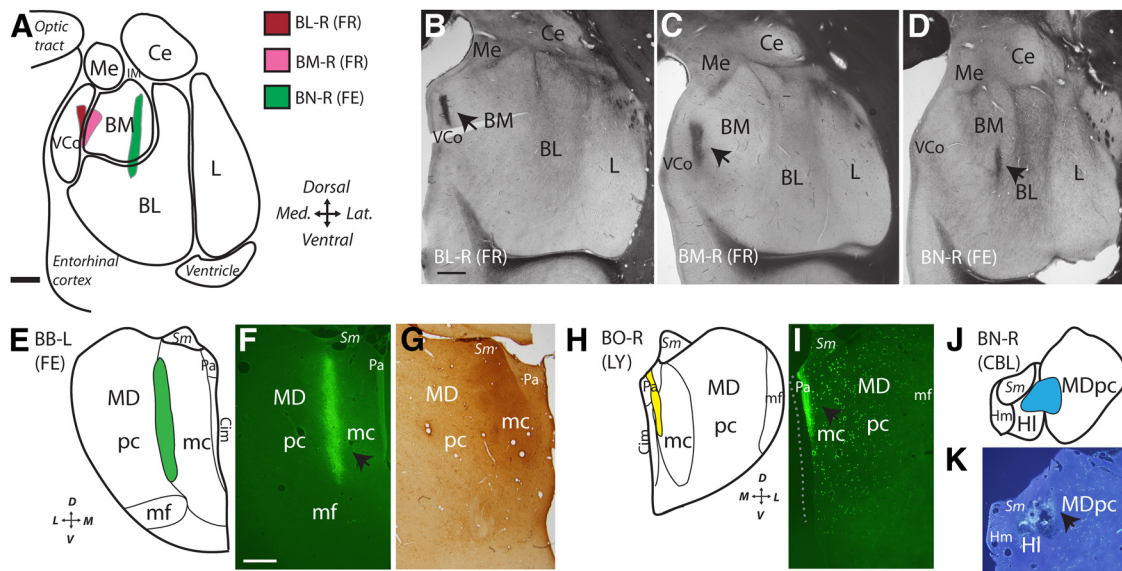 A
Optic
tract
Me
Ce
IM
VCo
BM
BL
L
Entorhinal
cortex
Ventricle
BL-R (FR)
BM-R (FR)
BN-R (FE)
Dorsal
Med.
Lat.
Ventral
B
Me
Ce
VCo
BM
BL
L
BL-R (FR)
C
Me
Ce
BM
VCo
BL
L
BM-R (FR)
D
Me
Ce
BM
VCo
BL
L
BN-R (FE)
E
BB-L
(FE)
Sm
Pa
MD
pc
mc
Cim
mf
D
L
M
V
F
Sm
Pa
MD
pc
mc
mf
G
Sm
Pa
MD
pc
mc
H
BO-R
(LY)
Sm
Pa
MD
mf
mc
pc
Cim
D
M
L
V
I
Sm
Pa
MD
mf
mc
pc
J
BN-R
(CBL)
Sm
MDpc
Hm
Hl
K
Sm
MDpc
Hm
Hl